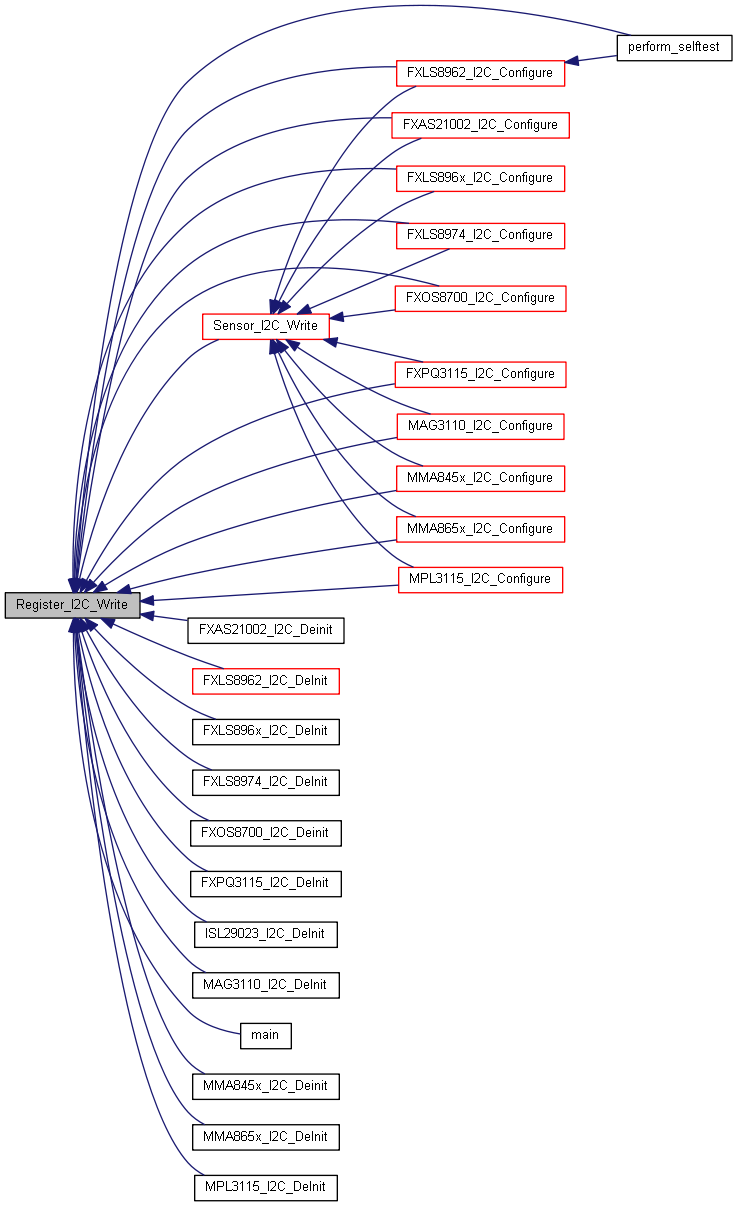 perform_selftest
FXLS8962_I2C_Configure
FXAS21002_I2C_Configure
FXLS896x_I2C_Configure
FXLS8974_I2C_Configure
FXOS8700_I2C_Configure
Sensor_I2C_Write
FXPQ3115_I2C_Configure
MAG3110_I2C_Configure
MMA845x_I2C_Configure
MMA865x_I2C_Configure
MPL3115_I2C_Configure
Register_I2C_Write
FXAS21002_I2C_Deinit
FXLS8962_I2C_DeInit
FXLS896x_I2C_DeInit
FXLS8974_I2C_DeInit
FXOS8700_I2C_Deinit
FXPQ3115_I2C_DeInit
ISL29023_I2C_DeInit
MAG3110_I2C_DeInit
main
MMA845x_I2C_Deinit
MMA865x_I2C_DeInit
MPL3115_I2C_DeInit